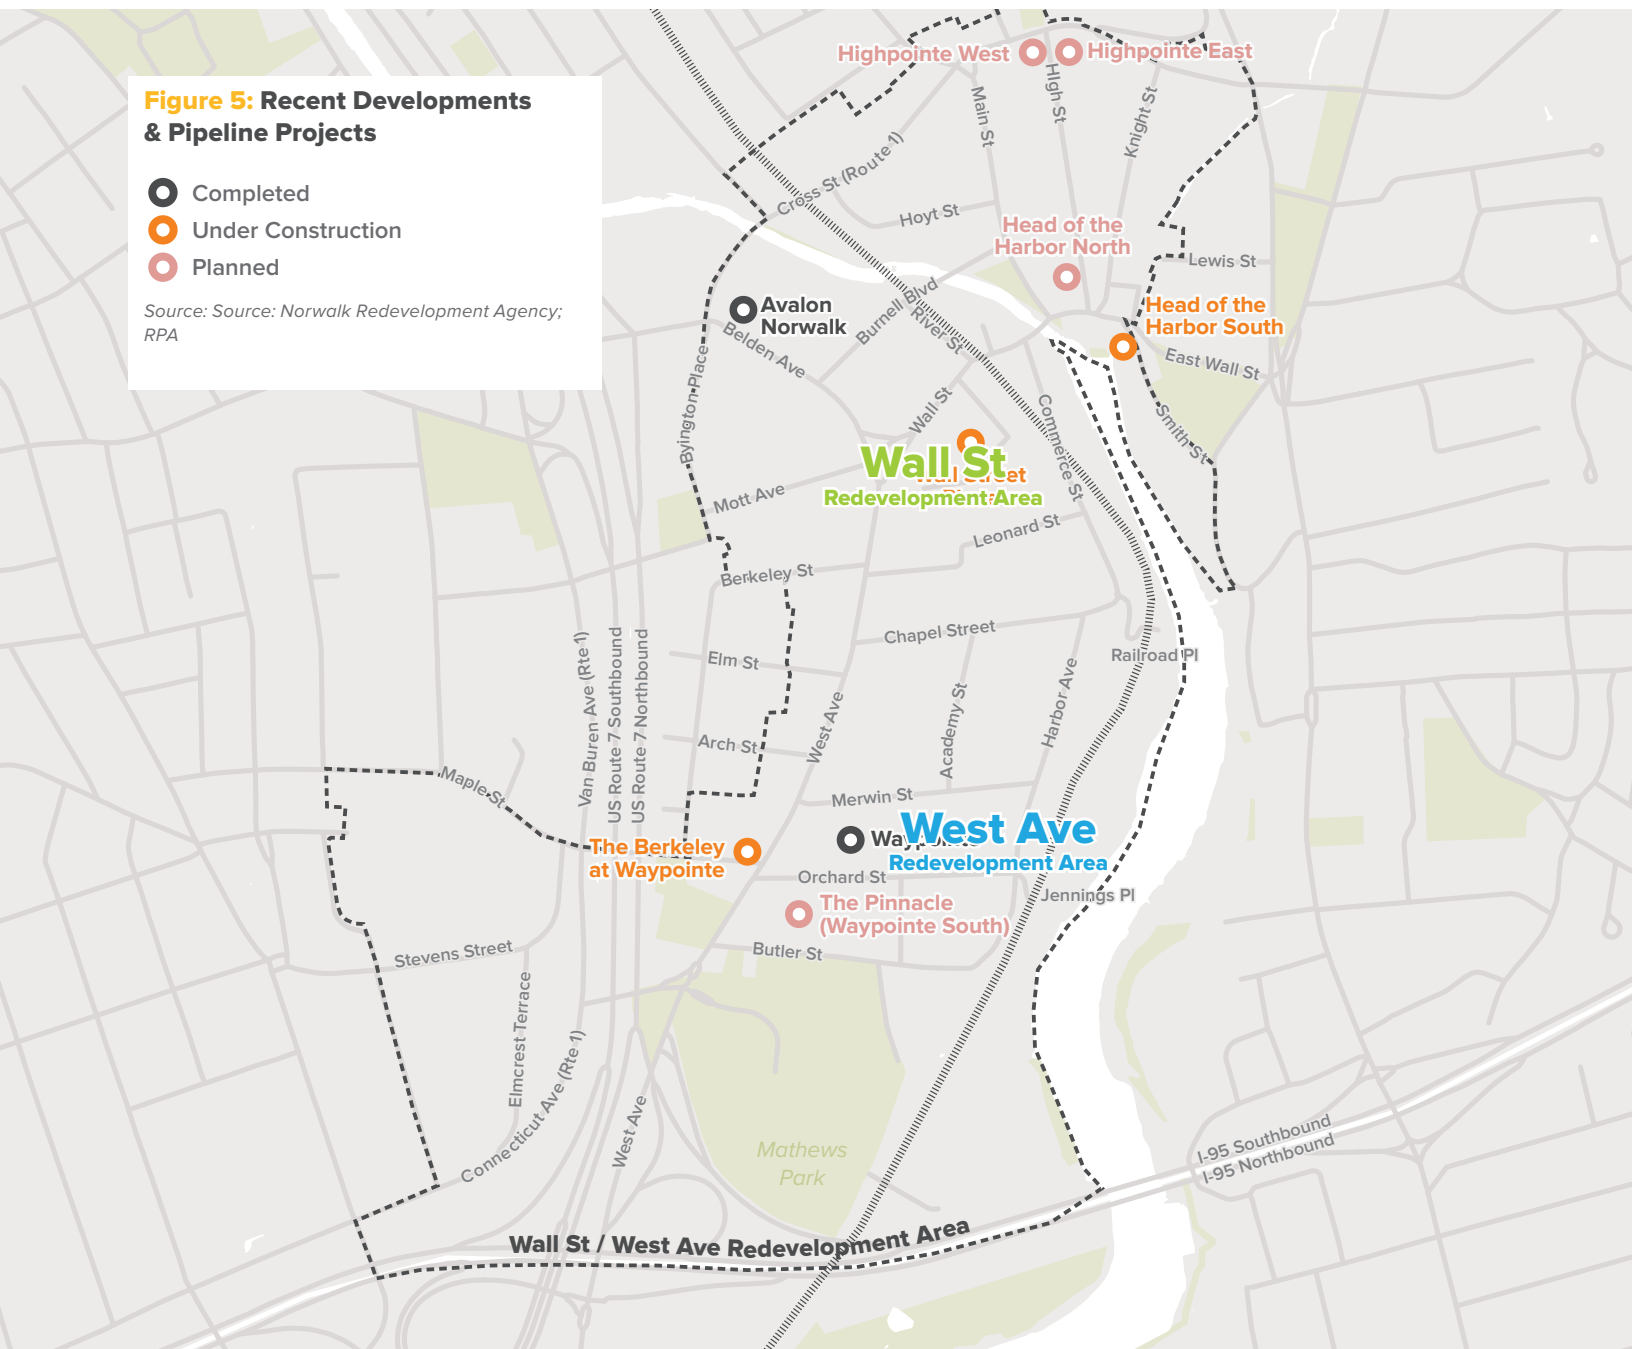 Figure 5: Recent Developments
& Pipeline Projects
Completed
Under Construction
Planned
Source: Source: Norwalk Redevelopment Agency;
RPA
Highpointe West
Highpointe East
Main St
HIgh St
Knight St
Cross St (Route 1)
Hoyt St
Head of the
Harbor North
Lewis St
Avalon
Norwalk
Burnell Blvd
River St
Head of the
Harbor South
Belden Ave
East Wall St
Byington Place
Wall St
Commerce St
Smith St
Wall St
Wall Street
Redevelopment Area
Mott Ave
Leonard St
Berkeley St
Chapel Street
Elm St
Railroad Pl
Van Buren Ave (Rte 1)
US Route 7 Southbound
US Route 7 Northbound
West Ave
Academy St
Harbor Ave
Arch St
Maple St
Merwin St
The Berkeley
at Waypointe
Waypointe
West Ave
Redevelopment Area
Orchard St
Jennings Pl
The Pinnacle
(Waypointe South)
Butler St
Stevens Street
Elmcrest Terrace
Connecticut Ave (Rte 1)
West Ave
Mathews
Park
I-95 Southbound
I-95 Northbound
Wall St / West Ave Redevelopment Area